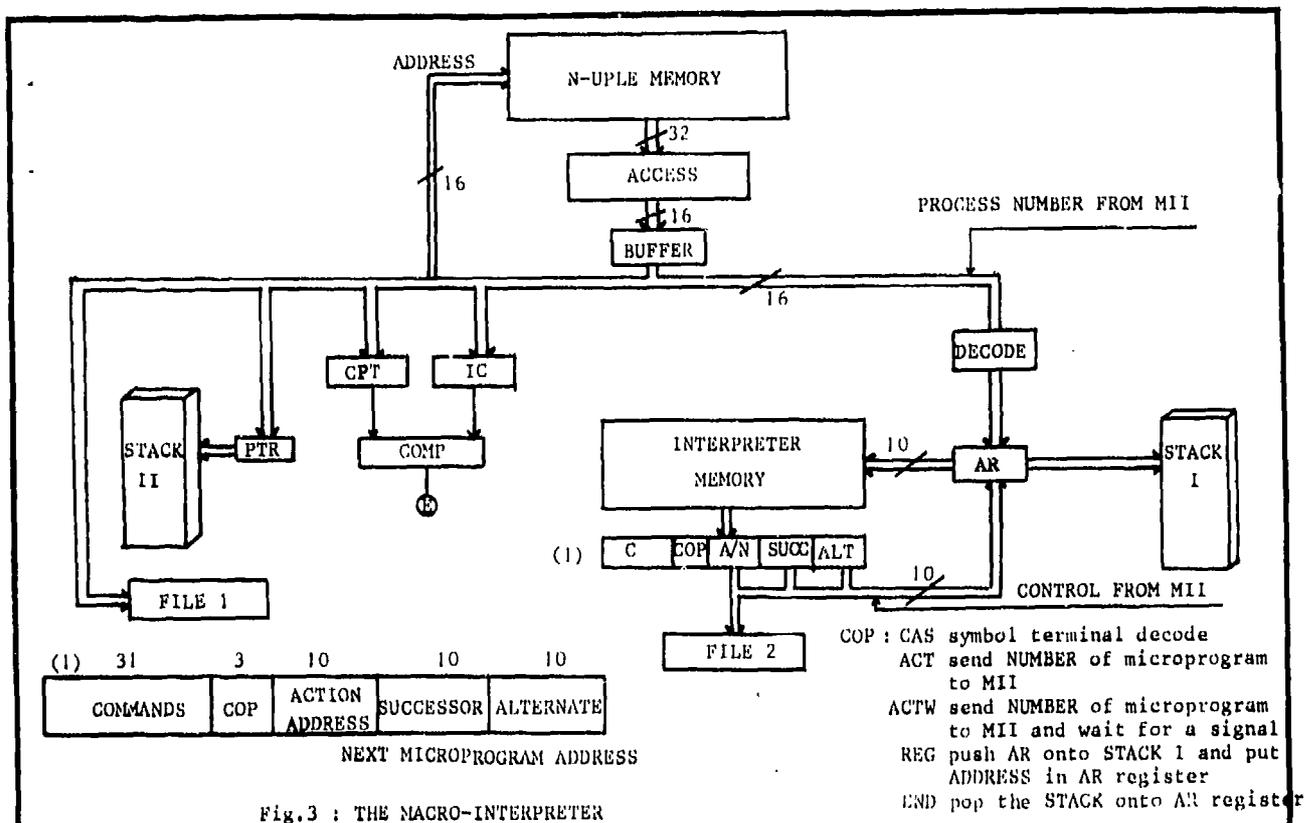 N-UPLE MEMORY
ADDRESS
32
16
ACCESS
16
BUFFER
PROCESS NUMBER FROM MII
16
DECODE
CPT
IC
STACK
II
PTR
COMP
E
INTERPRETER
MEMORY
10
AR
STACK
I
(1) C COP A/N SUCC ALT
10
CONTROL FROM MII
FILE 1
FILE 2
(1) 31 3 10 10 10
COMMANDS COP ACTION ADDRESS SUCCESSOR ALTERNATE
NEXT MICROPROGRAM ADDRESS
COP : CAS symbol terminal decode
ACT send NUMBER of microprogram
to MII
ACTW send NUMBER of microprogram
to MII and wait for a signal
REG push AR onto STACK 1 and put
ADDRESS in AR register
END pop the STACK onto AR register
Fig.3 : THE MACRO-INTERPRETER